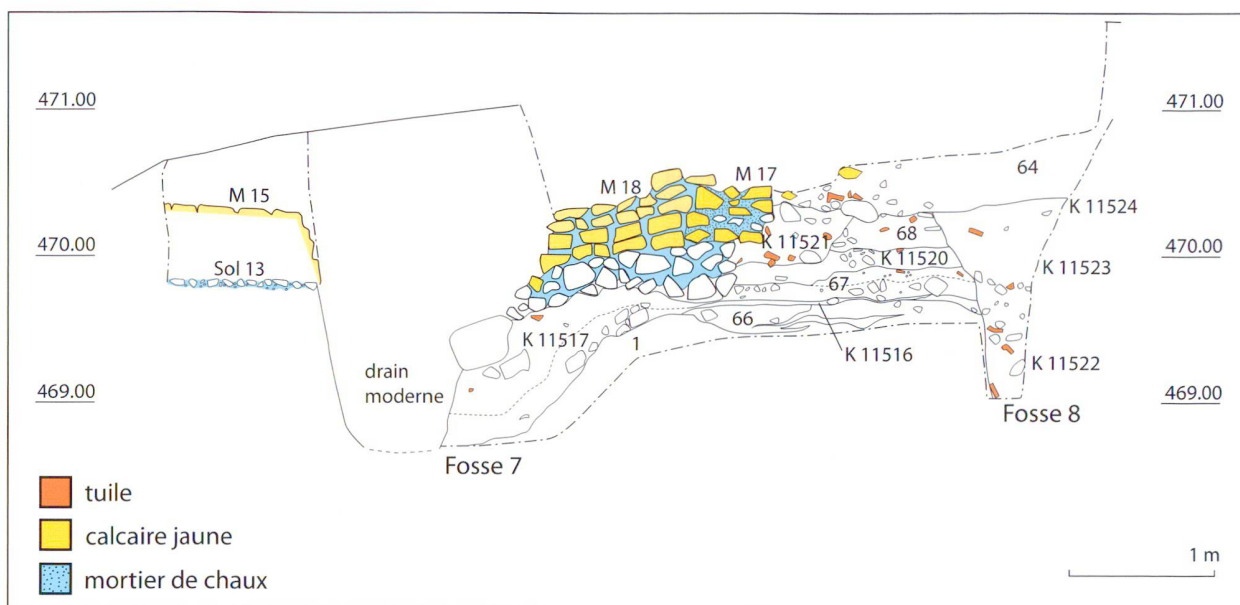 471.00
471.00
64
M 15
M 18
M 17
K 11524
68
K 11521
470.00
470.00
K 11520
Sol 13
K 11523
67
66
K 11517
1
K 11516
K 11522
drain
moderne
469.00
469.00
Fosse 8
Fosse 7
tuile
calcaire jaune
mortier de chaux
1 m